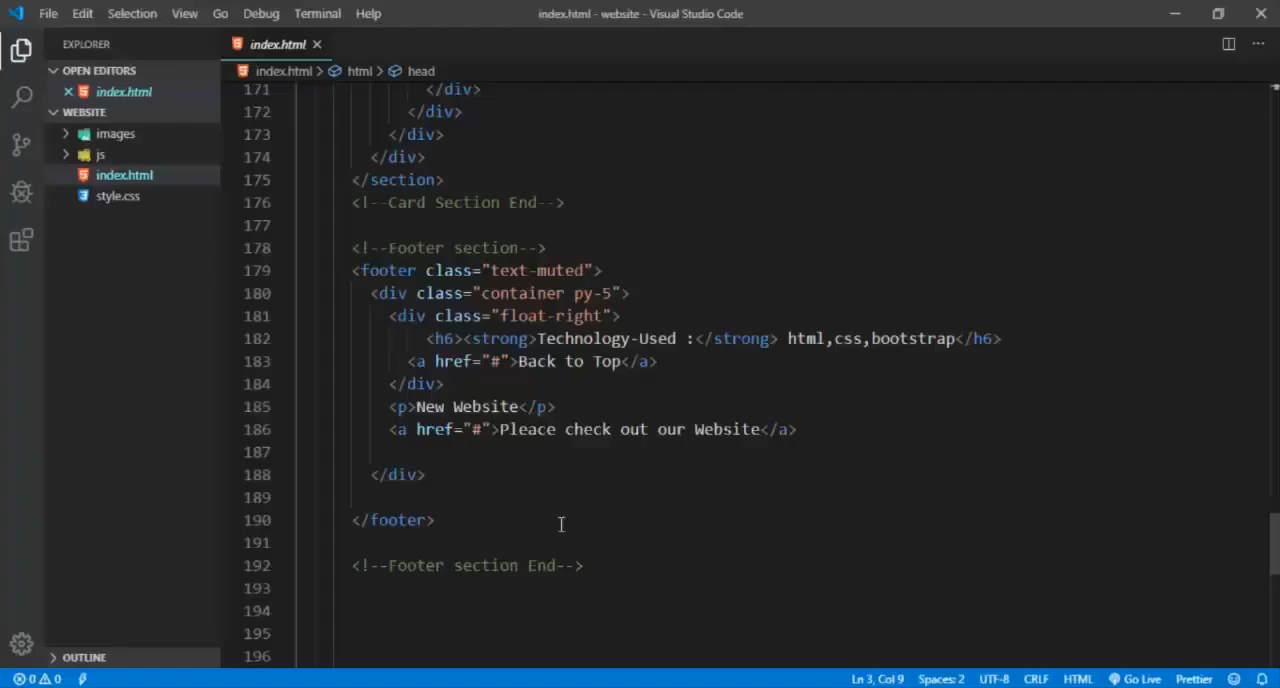 File Edit Selection View Go Debug Terminal Help
index.html - website - Visual Studio Code
EXPLORER
OPEN EDITORS
index.html
WEBSITE
images
js
index.html
style.css
OUTLINE
index.html
index.html > html > head
171 </div>
172 </div>
173 </div>
174 </div>
175 </section>
176 <!--Card Section End-->
177
178 <!--Footer section-->
179 <footer class="text-muted">
180 <div class="container py-5">
181 <div class="float-right">
182 <h6><strong>Technology-Used :</strong> html,css,bootstrap</h6>
183 <a href="#">Back to Top</a>
184 </div>
185 <p>New Website</p>
186 <a href="#">Pleace check out our Website</a>
187
188 </div>
189
190 </footer>
191
192 <!--Footer section End-->
193
194
195
196
0 0 Ln 3, Col 9 Spaces: 2 UTF-8 CRLF HTML Go Live Prettier